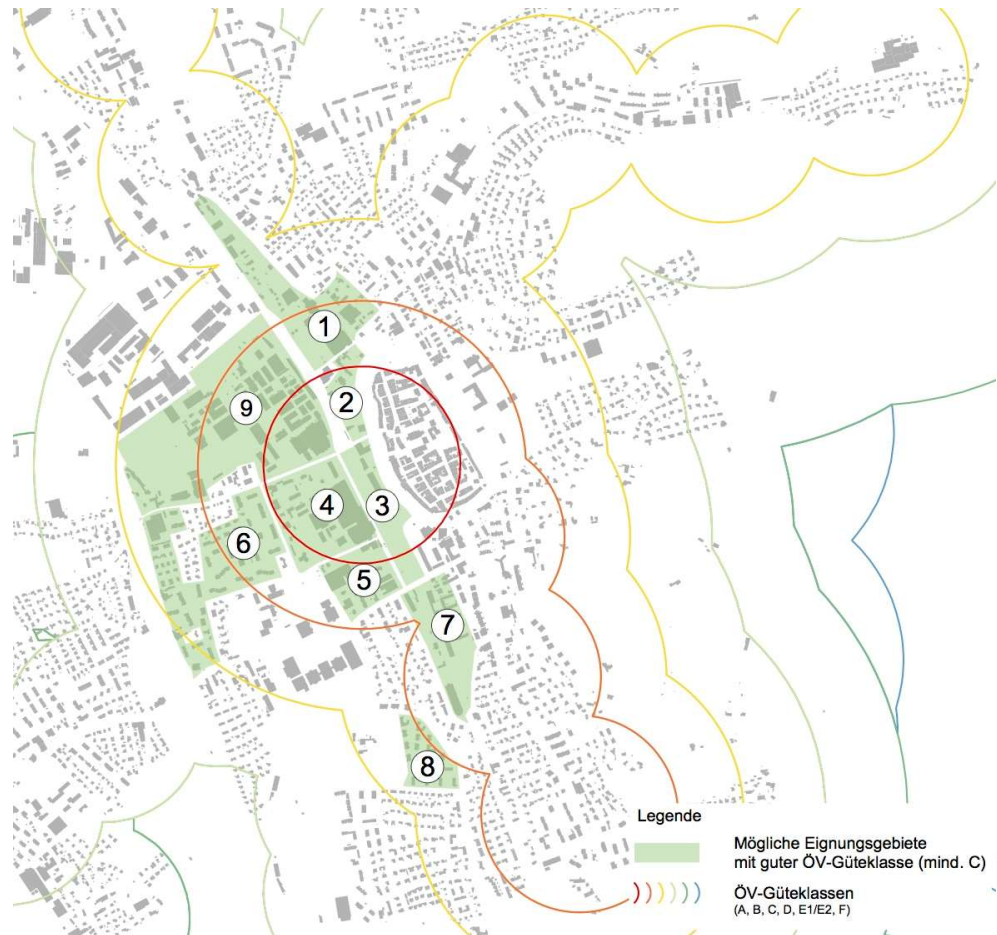 1
2
9
3
4
6
5
7
8
Legende
Mögliche Eignungsgebiete
mit guter ÖV-Güteklasse (mind. C)
ÖV-Güteklassen
(A, B, C, D, E1/E2, F)